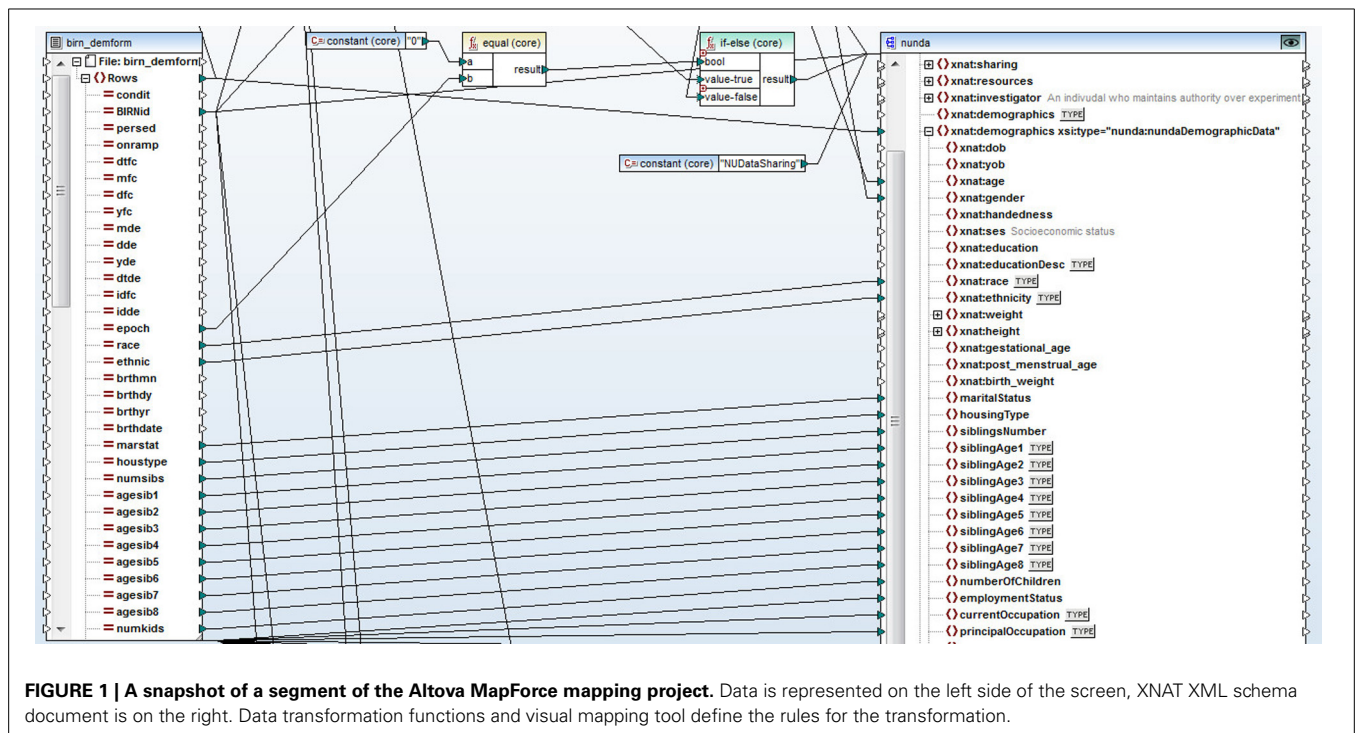 birn_demform
File: birn_demform
Rows
condit
BIRNid
persed
onramp
dtfc
mfc
dfc
yfc
mde
dde
yde
dtde
idfc
idde
epoch
race
ethnic
brthmn
brthdy
brthyr
brthdate
marstat
houstype
numsibs
agesib1
agesib2
agesib3
agesib4
agesib5
agesib6
agesib7
agesib8
numkids
C= constant (core) "0"
equal (core)
a
b
result
if-else (core)
bool
value-true
value-false
result
C= constant (core) "NUDataSharing"
nunda
xnat:sharing
xnat:resources
xnat:investigator An indivudal who maintains authority over experiment
xnat:demographics TYPE
xnat:demographics xsi:type="nunda:nundaDemographicData"
xnat:dob
xnat:yob
xnat:age
xnat:gender
xnat:handedness
xnat:ses Socioeconomic status
xnat:education
xnat:educationDesc TYPE
xnat:race TYPE
xnat:ethnicity TYPE
xnat:weight
xnat:height
xnat:gestational_age
xnat:post_menstrual_age
xnat:birth_weight
maritalStatus
housingType
siblingsNumber
siblingAge1 TYPE
siblingAge2 TYPE
siblingAge3 TYPE
siblingAge4 TYPE
siblingAge5 TYPE
siblingAge6 TYPE
siblingAge7 TYPE
siblingAge8 TYPE
numberOfChildren
employmentStatus
currentOccupation TYPE
principalOccupation TYPE
FIGURE 1 | A snapshot of a segment of the Altova MapForce mapping project. Data is represented on the left side of the screen, XNAT XML schema
document is on the right. Data transformation functions and visual mapping tool define the rules for the transformation.